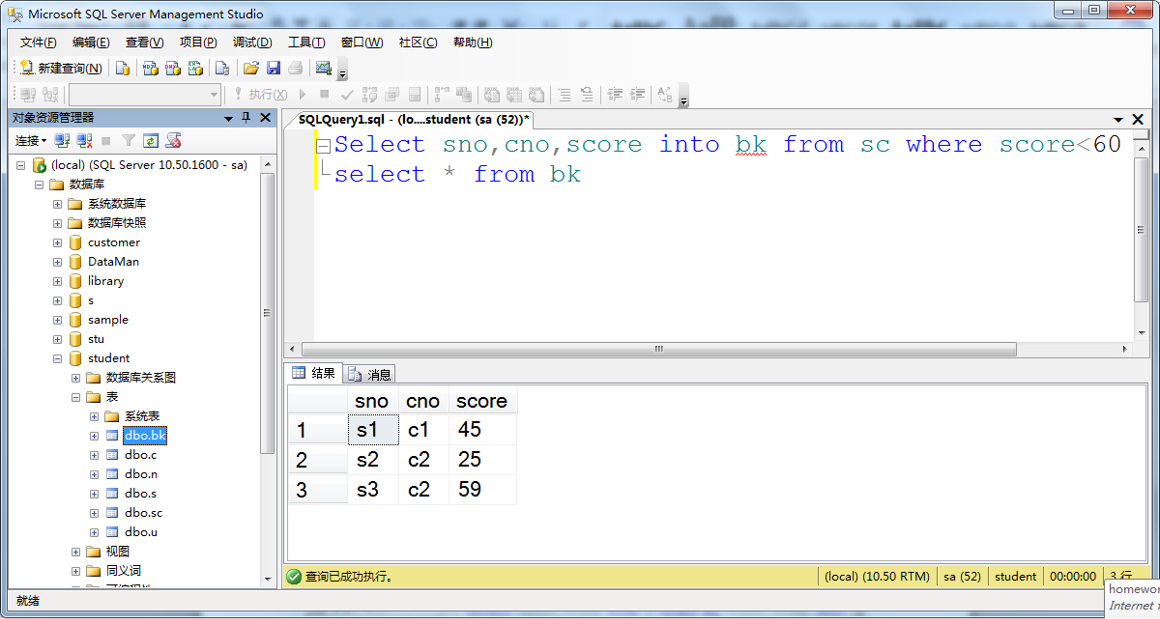 Microsoft SQL Server Management Studio
文件(F) 编辑(E) 查看(V) 项目(P) 调试(D) 工具(T) 窗口(W) 社区(C) 帮助(H)
新建查询(N)
执行(X)
对象资源管理器
连接
(local) (SQL Server 10.50.1600 - sa)
数据库
系统数据库
数据库快照
customer
DataMan
library
s
sample
stu
student
数据库关系图
表
系统表
dbo.bk
dbo.c
dbo.n
dbo.s
dbo.sc
dbo.u
视图
同义词
SQLQuery1.sql - (lo....student (sa (52))*
Select sno,cno,score into bk from sc where score<60
select * from bk
结果 消息
sno cno score
1 s1 c1 45
2 s2 c2 25
3 s3 c2 59
查询已成功执行。 (local) (10.50 RTM) sa (52) student 00:00:00 3 行
就绪
homewor
Internet